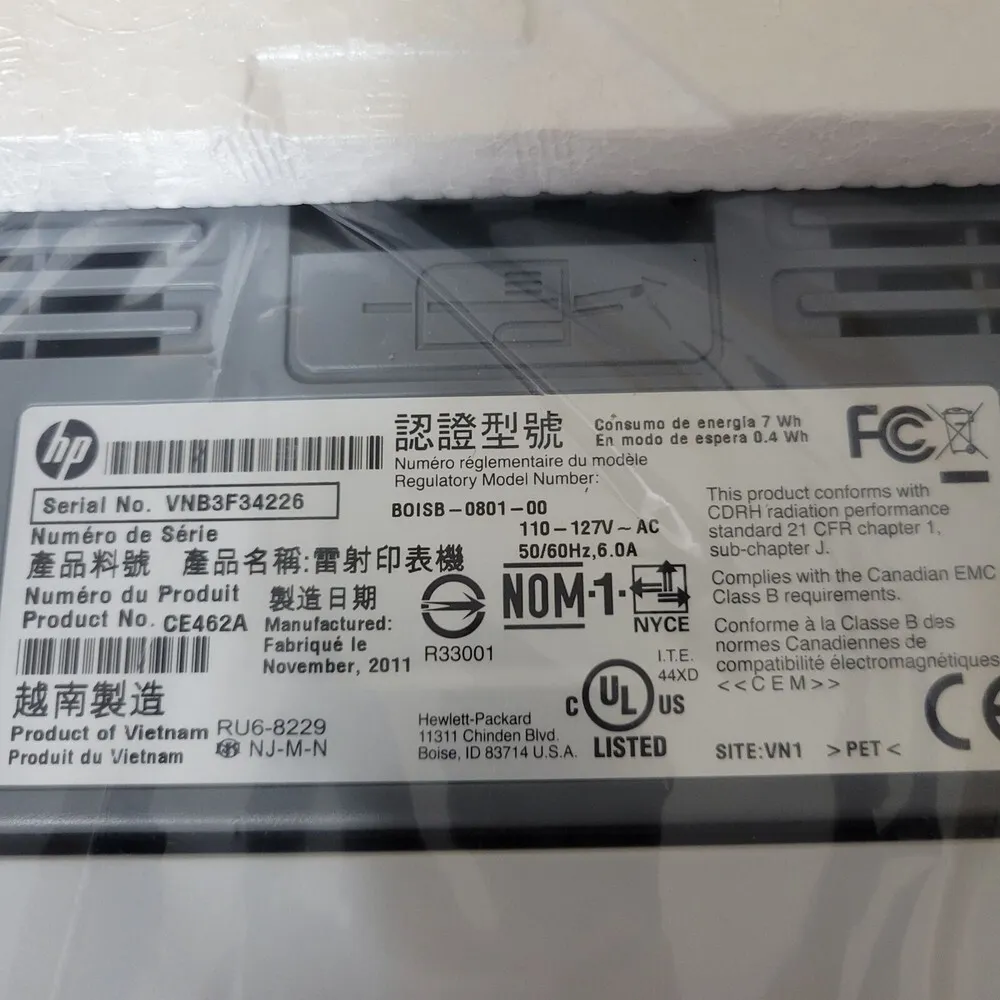 hp
認證型號
Consumo de energía 7 Wh
En modo de espera 0.4 Wh
FC
Numéro réglementaire du modèle
Regulatory Model Number:
BOISB-0801-00
110-127V~AC
50/60Hz, 6.0A
Serial No. VNB3F34226
Numéro de Série
產品料號
產品名稱:雷射印表機
Numéro du Produit
Product No. CE462A
製造日期
Manufactured:
Fabriqué le
November, 2011
R33001
NOM-1-
NYCE
This product conforms with
CDRH radiation performance
standard 21 CFR chapter 1,
sub-chapter J.
Complies with the Canadian EMC
Class B requirements.
Conforme à la Classe B des
normes Canadiennes de
compatibilité électromagnétiques
<<CEM>>
越南製造
Product of Vietnam
Produit du Vietnam
RU6-8229
NJ-M-N
Hewlett-Packard
11311 Chinden Blvd.
Boise, ID 83714 U.S.A.
I.T.E.
44XD
C UL US
LISTED
CE
SITE:VN1 >PET<